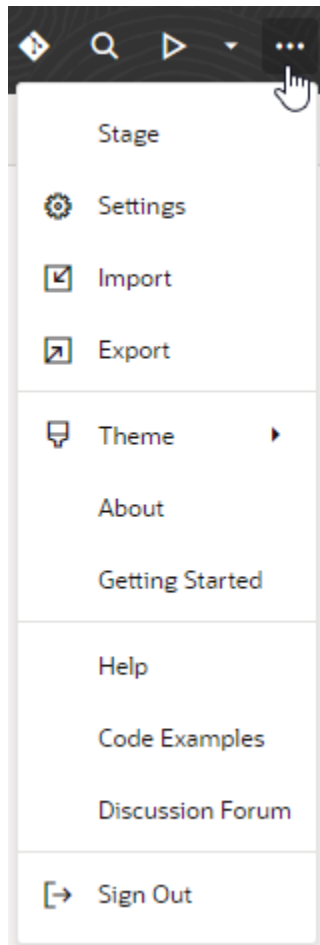 Stage
Settings
Import
Export
Theme
About
Getting Started
Help
Code Examples
Discussion Forum
Sign Out